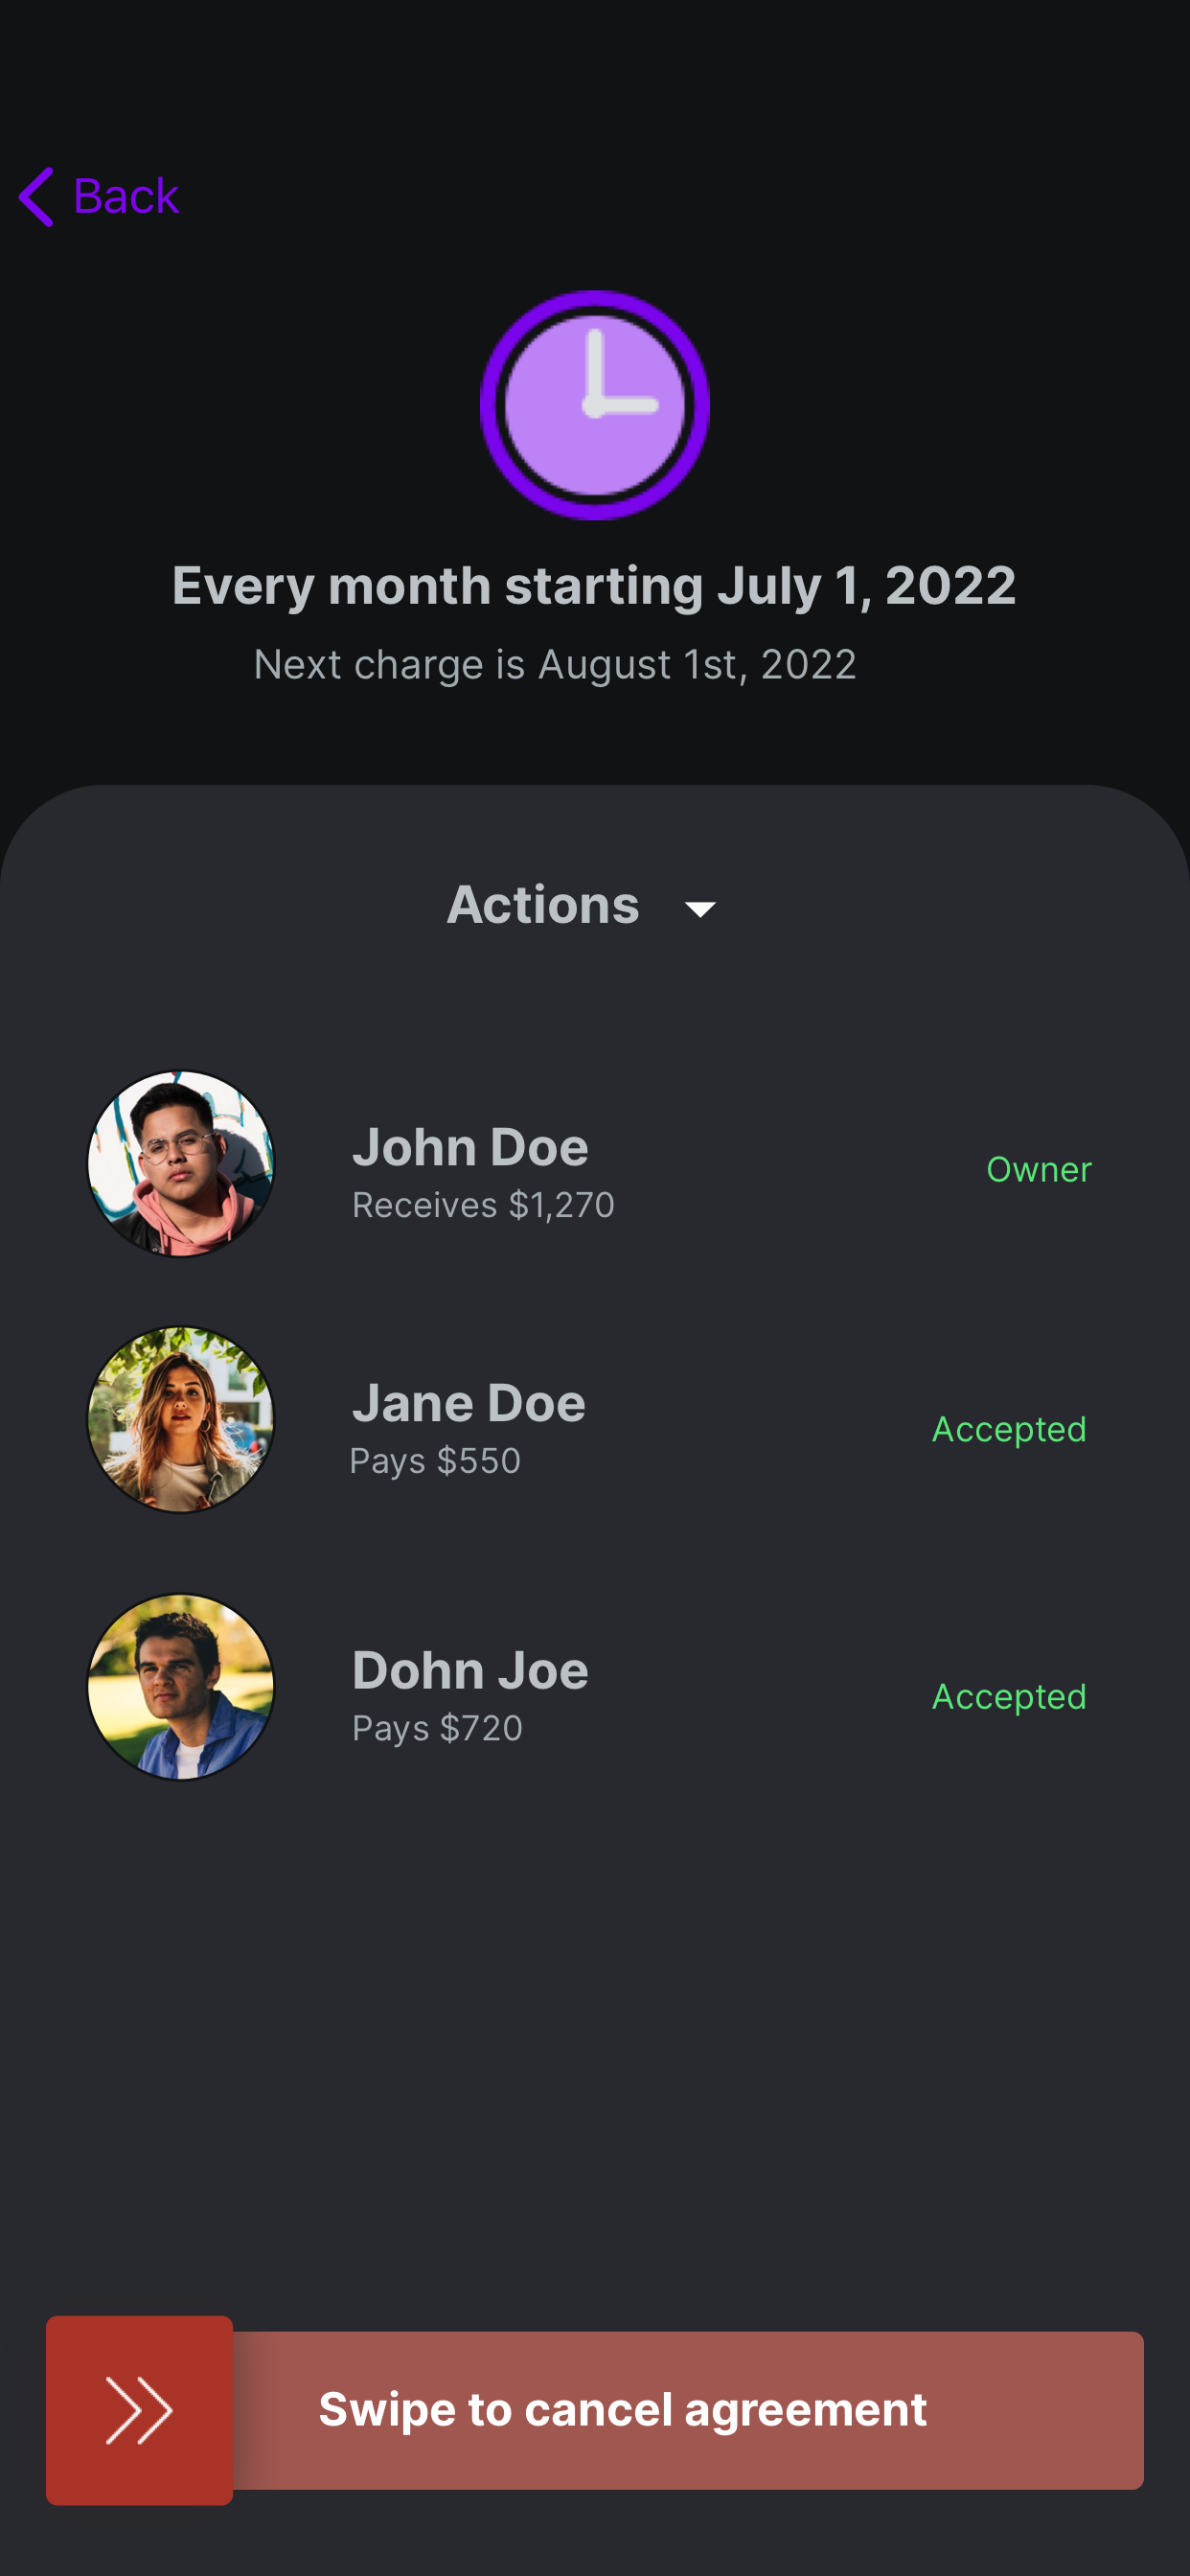 Back
Every month starting July 1, 2022
Next charge is August 1st, 2022
Actions
John Doe
Receives $1,270
Owner
Jane Doe
Pays $550
Accepted
Dohn Joe
Pays $720
Accepted
Swipe to cancel agreement